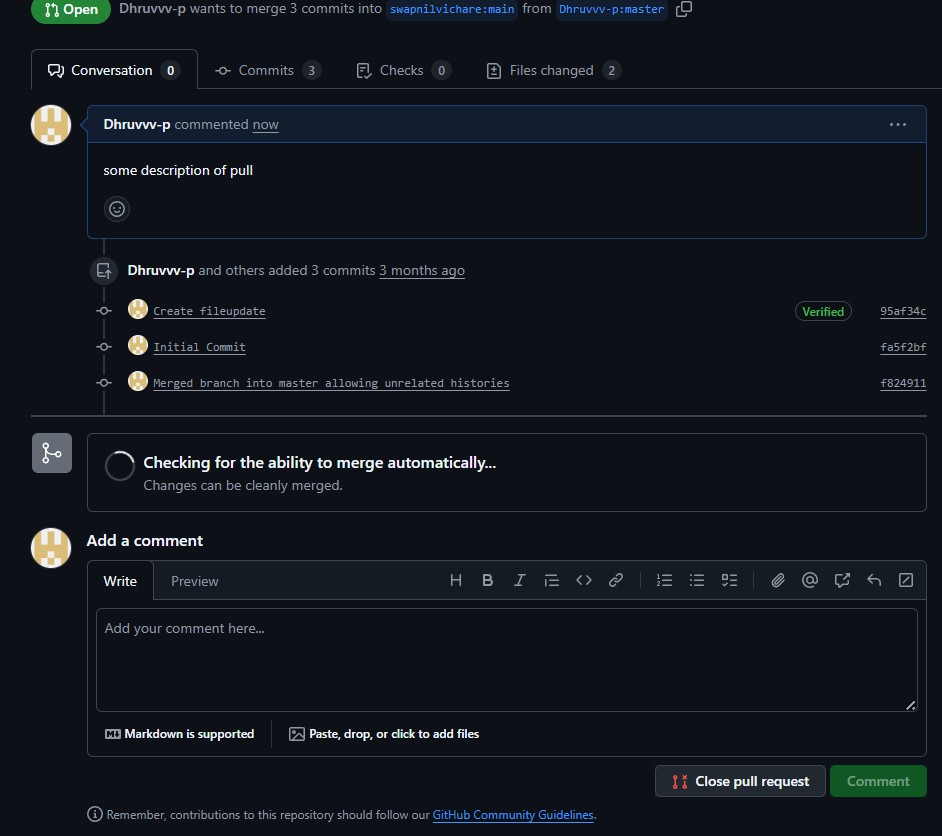 Open Dhruvvv-p wants to merge 3 commits into swapnilvichare:main from Dhruvvv-p:master
Conversation 0 Commits 3 Checks 0 Files changed 2
Dhruvvv-p commented now
some description of pull
Dhruvvv-p and others added 3 commits 3 months ago
Create fileupdate Verified 95af34c
Initial Commit fa5f2bf
Merged branch into master allowing unrelated histories f824911
Checking for the ability to merge automatically...
Changes can be cleanly merged.
Add a comment
Write Preview
Add your comment here...
Markdown is supported Paste, drop, or click to add files
Close pull request Comment
Remember, contributions to this repository should follow our GitHub Community Guidelines.